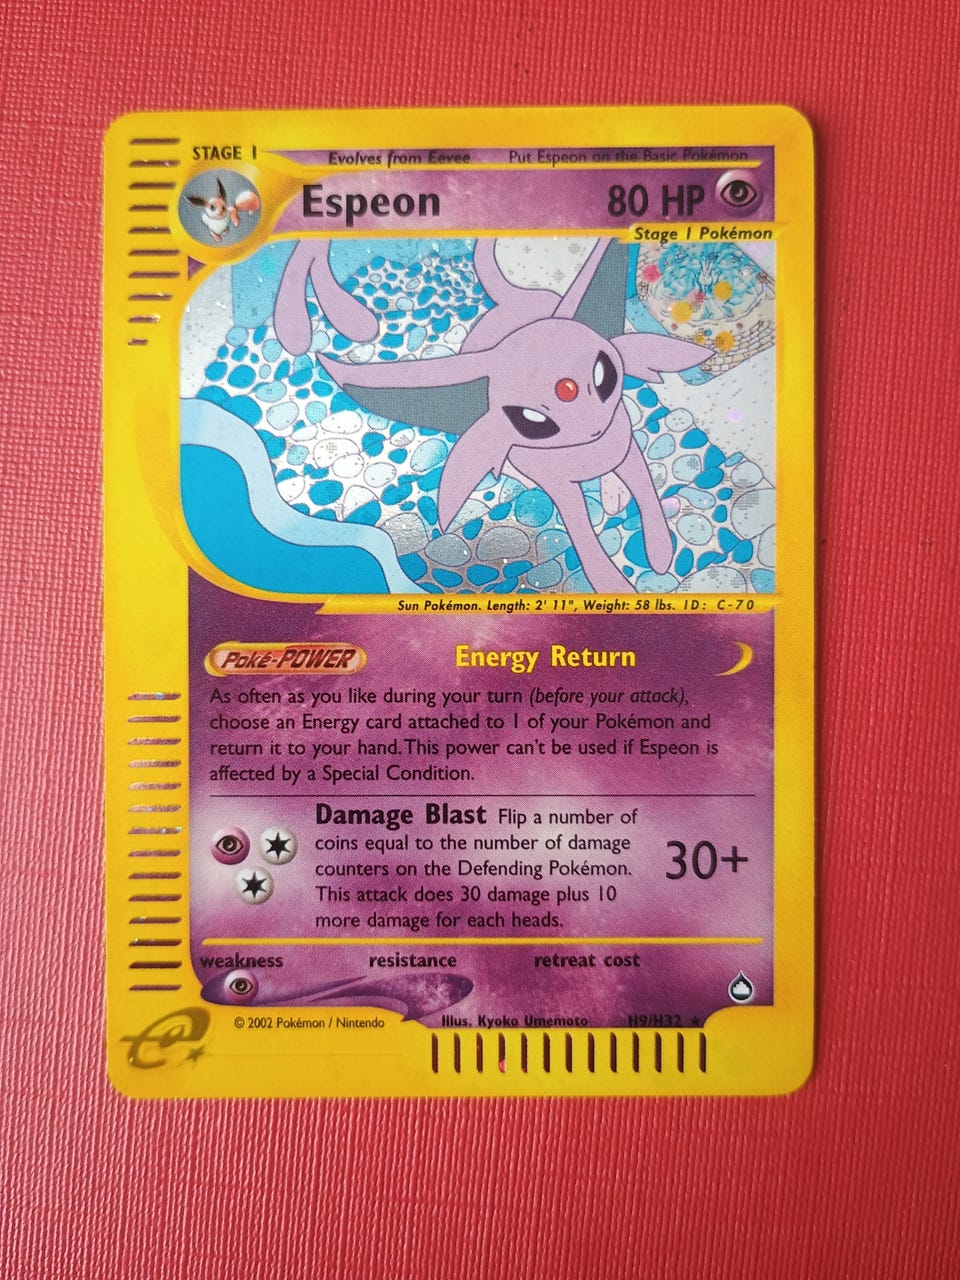 STAGE 1
Evolves from Eevee Put Espeon on the Basic Pokémon
Espeon 80 HP
Stage 1 Pokémon
Sun Pokémon. Length: 2' 11", Weight: 58 lbs. ID: C-70
Poké-POWER Energy Return
As often as you like during your turn (before your attack),
choose an Energy card attached to 1 of your Pokémon and
return it to your hand. This power can't be used if Espeon is
affected by a Special Condition.
Damage Blast Flip a number of
coins equal to the number of damage
counters on the Defending Pokémon.
This attack does 30 damage plus 10
more damage for each heads.
30+
weakness resistance retreat cost
© 2002 Pokémon / Nintendo Illus. Kyoko Umemoto H9/H32 ★
e